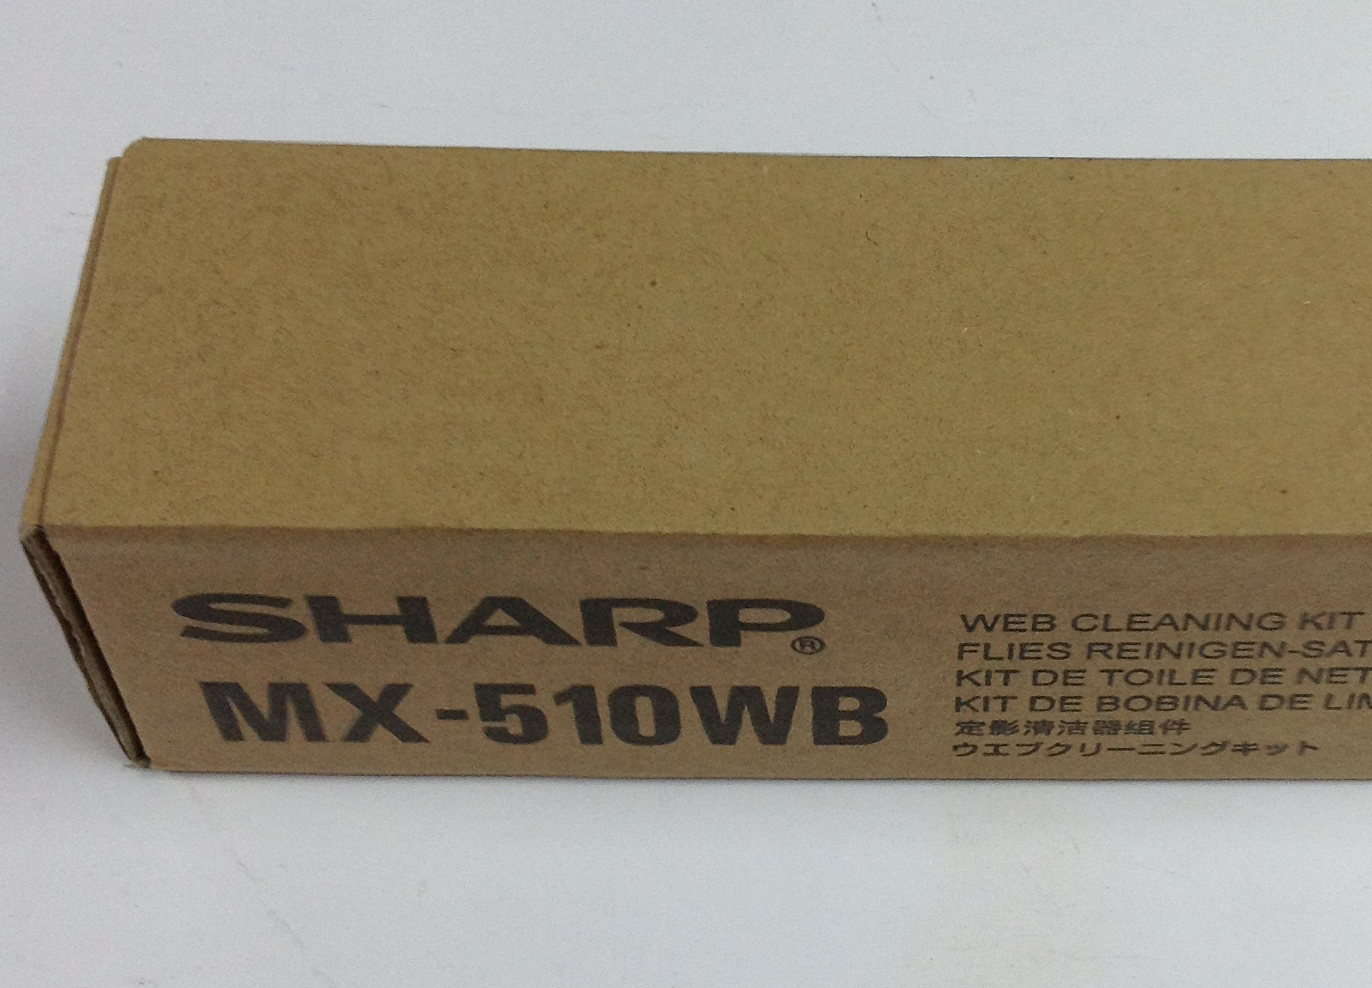 SHARP®
MX-510WB
WEB CLEANING KIT
FLIES REINIGEN-SAT
KIT DE TOILE DE NET
KIT DE BOBINA DE LIM
定影清洁器组件
ウエブクリーニングキット